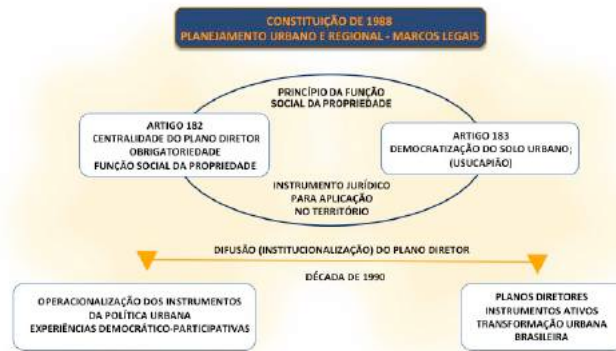 CONSTITUIÇÃO DE 1988
PLANEJAMENTO URBANO E REGIONAL - MARCOS LEGAIS
PRINCÍPIO DA FUNÇÃO
SOCIAL DA PROPRIEDADE
ARTIGO 182
CENTRALIDADE DO PLANO DIRETOR
OBRIGATORIEDADE
FUNÇÃO SOCIAL DA PROPRIEDADE
ARTIGO 183
DEMOCRATIZAÇÃO DO SOLO URBANO;
(USUCAPIÃO)
INSTRUMENTO JURÍDICO
PARA APLICAÇÃO
NO TERRITÓRIO
DIFUSÃO (INSTITUCIONALIZAÇÃO) DO PLANO DIRETOR
DÉCADA DE 1990
OPERACIONALIZAÇÃO DOS INSTRUMENTOS
DA POLÍTICA URBANA
EXPERIÊNCIAS DEMOCRÁTICO-PARTICIPATIVAS
PLANOS DIRETORES
INSTRUMENTOS ATIVOS
TRANSFORMAÇÃO URBANA
BRASILEIRA